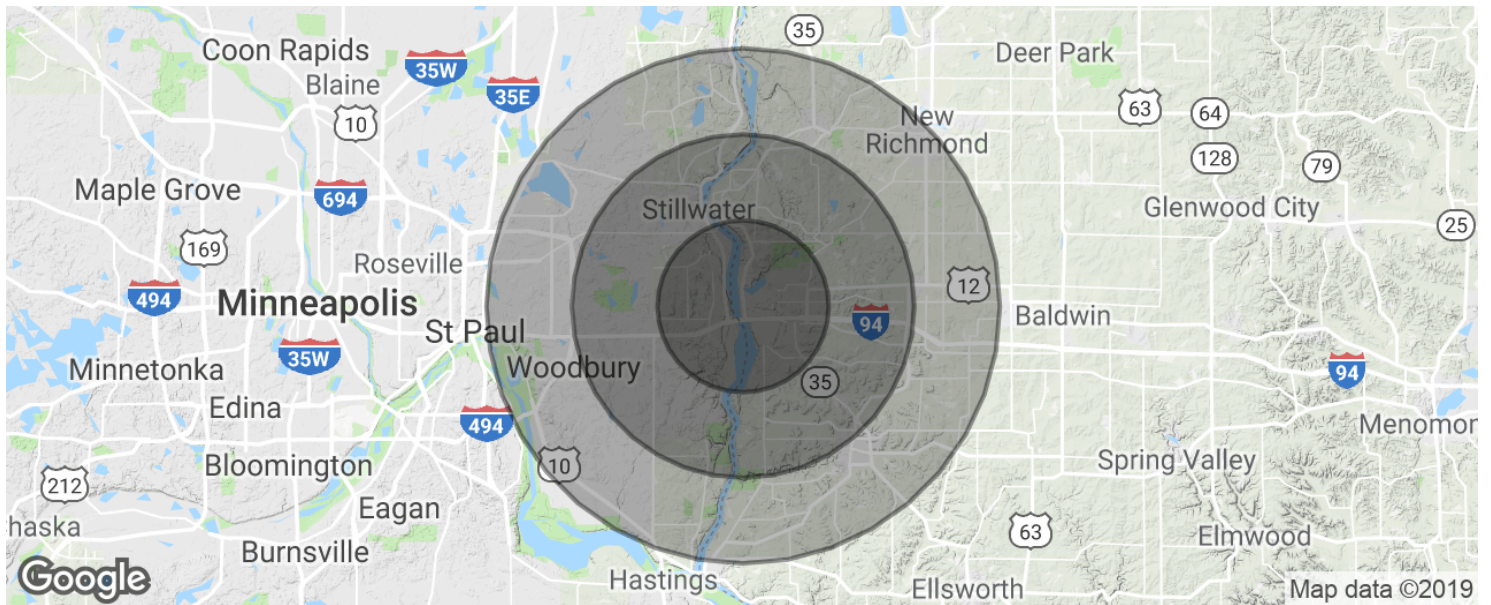 35
Deer Park
Coon Rapids
35W
Blaine
35E
10
63
64
New
Richmond
128
79
Maple Grove
694
Stillwater
Glenwood City
25
169
Roseville
494
Minneapolis
12
Baldwin
94
St Paul
35W
Woodbury
Minnetonka
94
35
Edina
494
Menomon
Bloomington
10
Spring Valley
212
Eagan
haska
63
Elmwood
Burnsville
Google
Hastings
Ellsworth
Map data ©2019